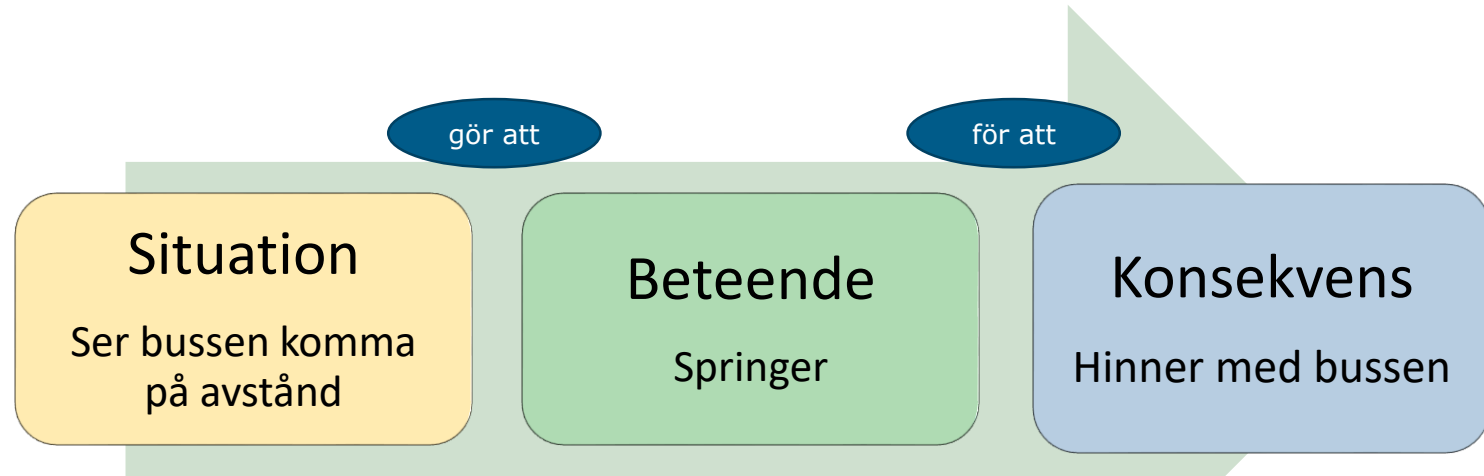 gör att
för att
Situation
Ser bussen komma
på avstånd
Beteende
Springer
Konsekvens
Hinner med bussen